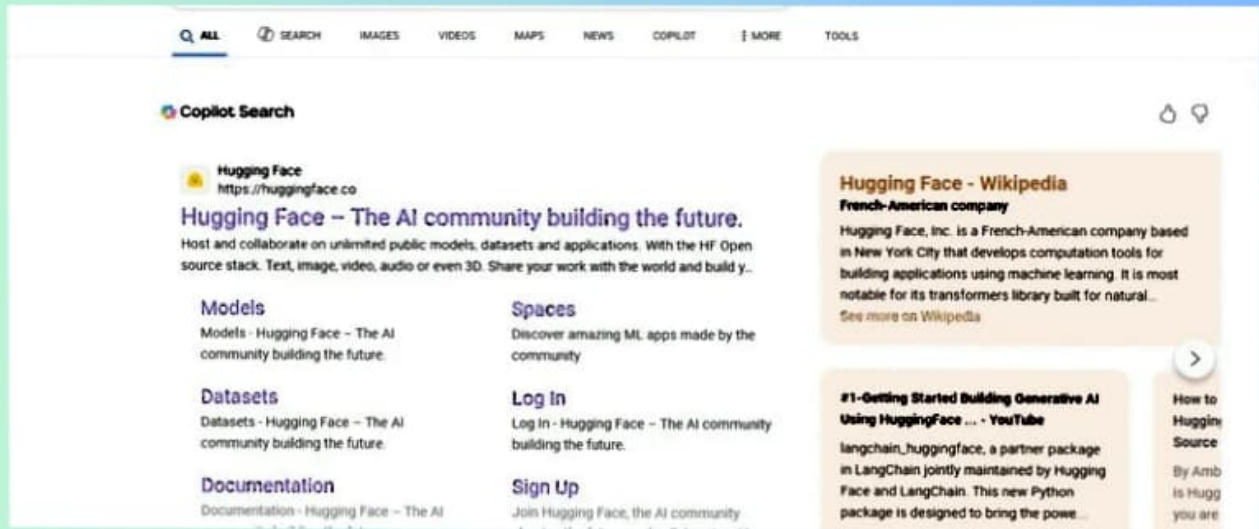 ALL SEARCH IMAGES VIDEOS MAPS NEWS COPILOT MORE TOOLS
Copilot Search
Hugging Face
https://huggingface.co
Hugging Face – The AI community building the future.
Host and collaborate on unlimited public models, datasets and applications. With the HF Open
source stack. Text, image, video, audio or even 3D. Share your work with the world and build y...
Models
Models - Hugging Face – The AI
community building the future.
Spaces
Discover amazing ML apps made by the
community
Datasets
Datasets - Hugging Face – The AI
community building the future.
Log In
Log In - Hugging Face – The AI community
building the future.
Documentation
Documentation - Hugging Face – The AI
Sign Up
Join Hugging Face, the AI community
Hugging Face - Wikipedia
French-American company
Hugging Face, Inc. is a French-American company based
in New York City that develops computation tools for
building applications using machine learning. It is most
notable for its transformers library built for natural...
See more on Wikipedia
#1-Getting Started Building Generative AI
Using HuggingFace ... - YouTube
langchain_huggingface, a partner package
in LangChain jointly maintained by Hugging
Face and LangChain. This new Python
package is designed to bring the powe...
How to
Huggin
Source
By Amb
is Hugg
you are